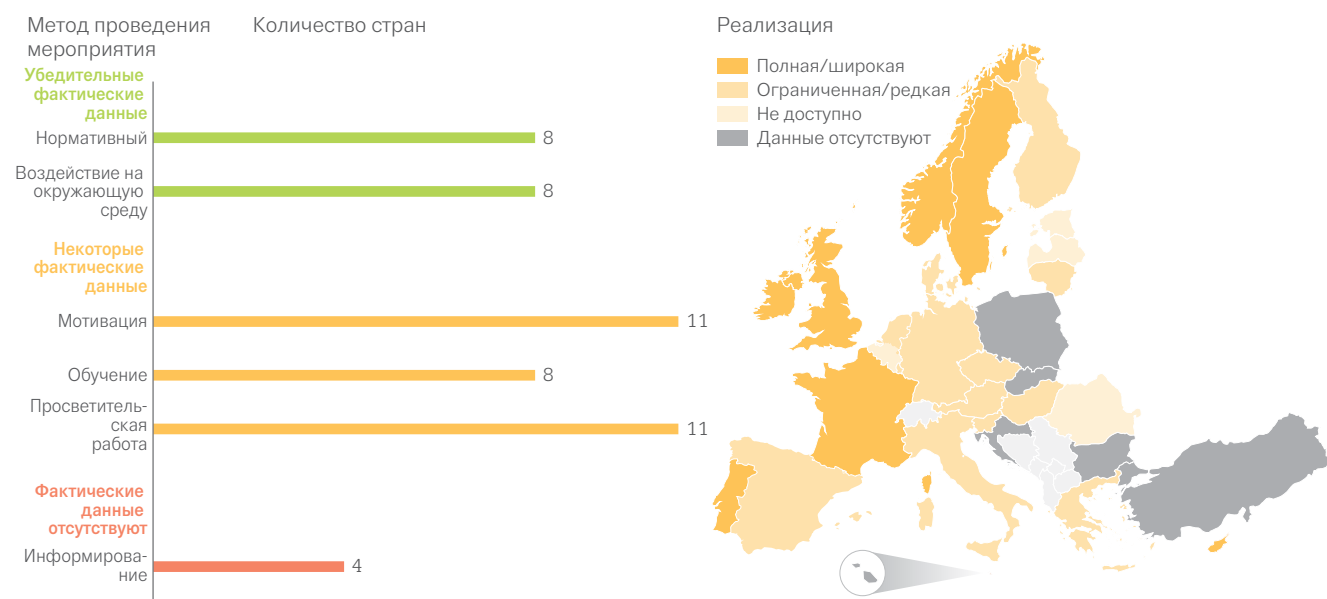 Метод проведения
мероприятия
Количество стран
Убедительные
фактические
данные
Нормативный
8
Воздействие на
окружающую
среду
8
Некоторые
фактические
данные
Мотивация
11
Обучение
8
Просветитель-
ская
работа
11
Фактические
данные
отсутствуют
Информирова-
ние
4
Реализация
Полная/широкая
Ограниченная/редкая
Не доступно
Данные отсутствуют